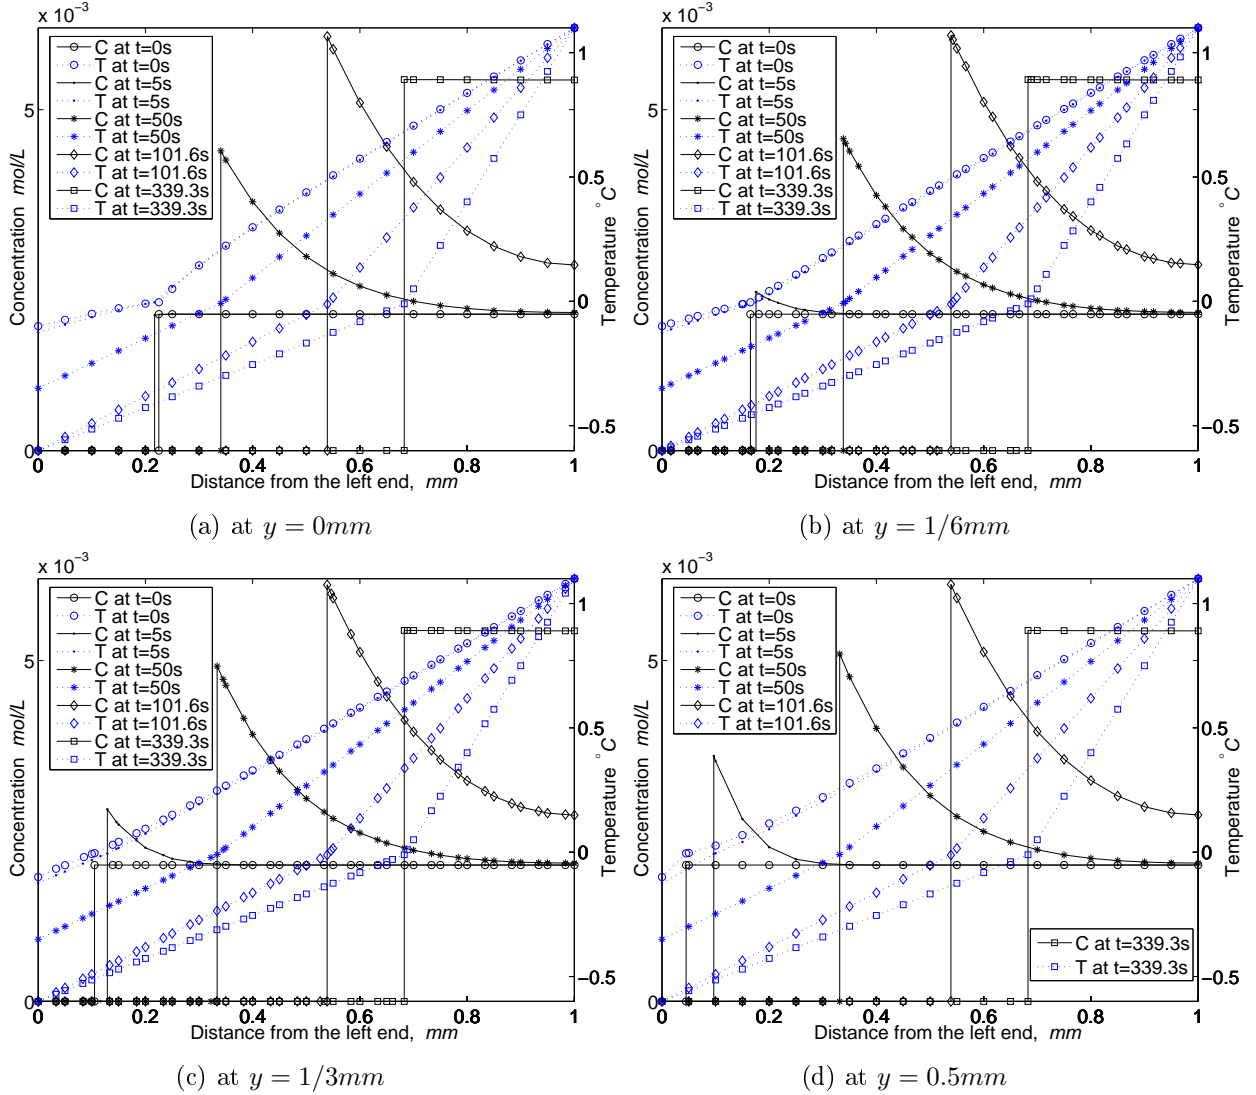 x 10⁻³
C at t=0s
T at t=0s
C at t=5s
T at t=5s
C at t=50s
T at t=50s
C at t=101.6s
T at t=101.6s
C at t=339.3s
T at t=339.3s
Concentration mol/L
5
0
1
0.5
0
−0.5
Temperature °C
0 0.2 0.4 0.6 0.8 1
Distance from the left end, mm
(a) at y = 0mm
x 10⁻³
C at t=0s
T at t=0s
C at t=5s
T at t=5s
C at t=50s
T at t=50s
C at t=101.6s
T at t=101.6s
C at t=339.3s
T at t=339.3s
Concentration mol/L
5
0
1
0.5
0
−0.5
Temperature °C
0 0.2 0.4 0.6 0.8 1
Distance from the left end, mm
(b) at y = 1/6mm
x 10⁻³
C at t=0s
T at t=0s
C at t=5s
T at t=5s
C at t=50s
T at t=50s
C at t=101.6s
T at t=101.6s
C at t=339.3s
T at t=339.3s
Concentration mol/L
5
0
1
0.5
0
−0.5
Temperature °C
0 0.2 0.4 0.6 0.8 1
Distance from the left end, mm
(c) at y = 1/3mm
x 10⁻³
C at t=0s
T at t=0s
C at t=5s
T at t=5s
C at t=50s
T at t=50s
C at t=101.6s
T at t=101.6s
C at t=339.3s
T at t=339.3s
Concentration mol/L
5
0
1
0.5
0
−0.5
Temperature °C
0 0.2 0.4 0.6 0.8 1
Distance from the left end, mm
(d) at y = 0.5mm